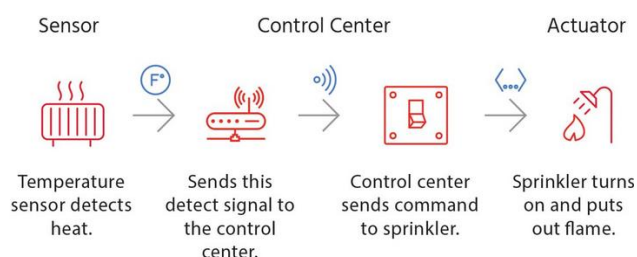 Sensor
Control Center
Actuator
F°
Temperature
sensor detects
heat.
Sends this
detect signal to
the control
center.
Control center
sends command
to sprinkler.
Sprinkler turns
on and puts
out flame.